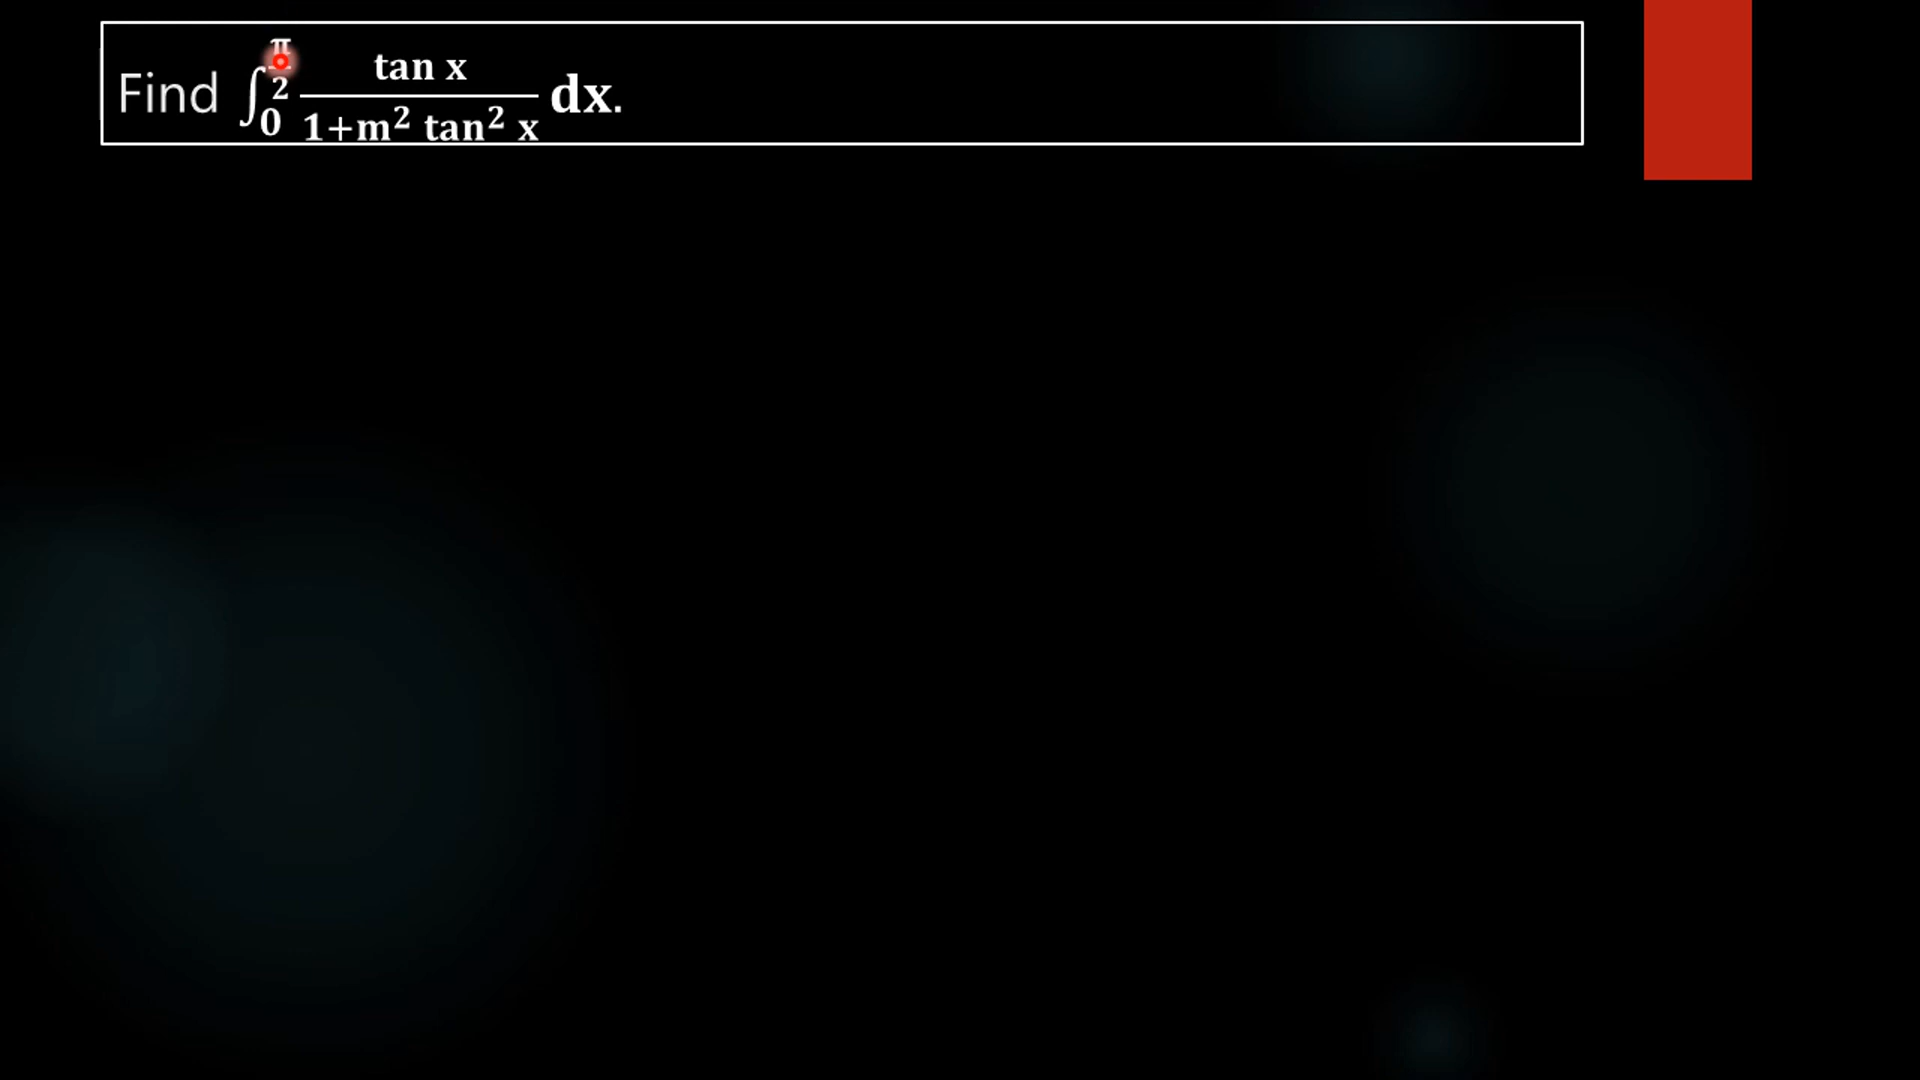 Find ∫₀^(π/2) tan x / (1+m² tan² x) dx.